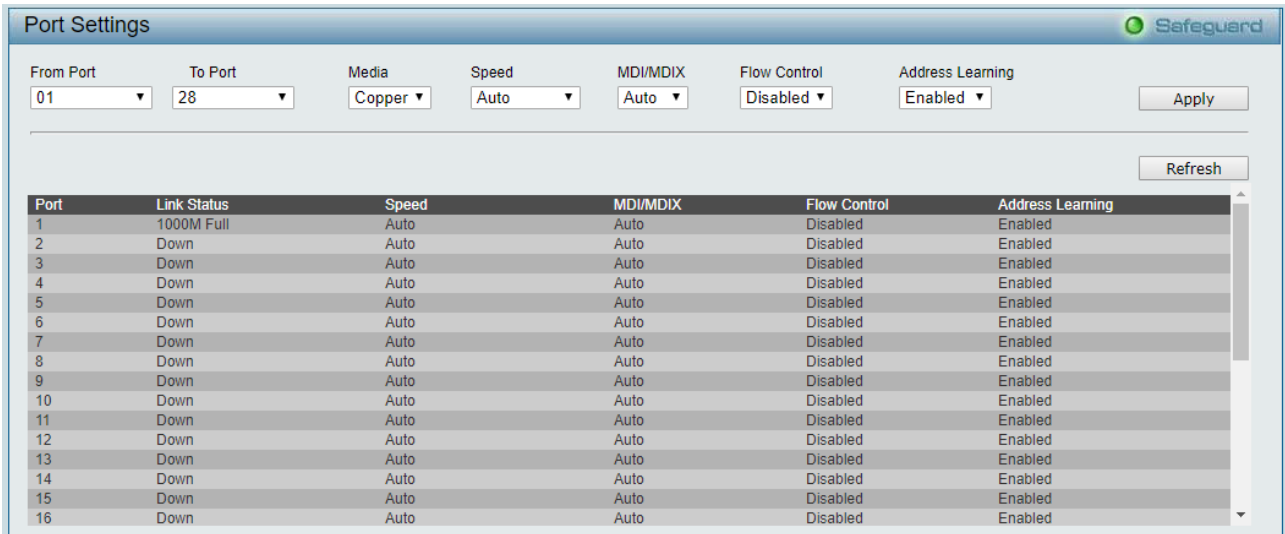 Port Settings Safeguard
From Port To Port Media Speed MDI/MDIX Flow Control Address Learning
01 28 Copper Auto Auto Disabled Enabled Apply
Refresh
Port Link Status Speed MDI/MDIX Flow Control Address Learning
1 1000M Full Auto Auto Disabled Enabled
2 Down Auto Auto Disabled Enabled
3 Down Auto Auto Disabled Enabled
4 Down Auto Auto Disabled Enabled
5 Down Auto Auto Disabled Enabled
6 Down Auto Auto Disabled Enabled
7 Down Auto Auto Disabled Enabled
8 Down Auto Auto Disabled Enabled
9 Down Auto Auto Disabled Enabled
10 Down Auto Auto Disabled Enabled
11 Down Auto Auto Disabled Enabled
12 Down Auto Auto Disabled Enabled
13 Down Auto Auto Disabled Enabled
14 Down Auto Auto Disabled Enabled
15 Down Auto Auto Disabled Enabled
16 Down Auto Auto Disabled Enabled